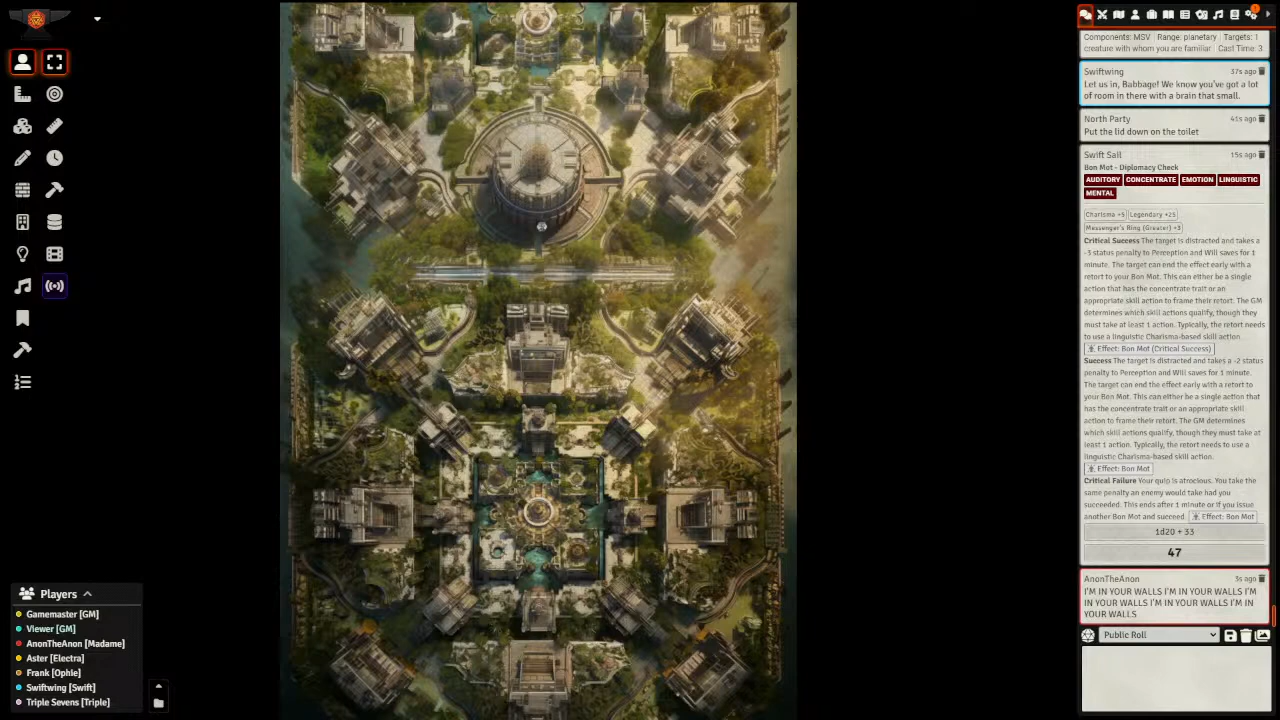 Components: MSV Range: planetary Targets: 1
creature with whom you are familiar Cast Time: 3
Swiftwing 37s ago
Let us in, Babbage! We know you've got a lot
of room in there with a brain that small.
North Party 41s ago
Put the lid down on the toilet
Swift Sail 15s ago
Bon Mot - Diplomacy Check
AUDITORY CONCENTRATE EMOTION LINGUISTIC
MENTAL
Charisma +5 Legendary +25
Messenger's Ring (Greater) +3
Critical Success The target is distracted and takes a
-3 status penalty to Perception and Will saves for 1
minute. The target can end the effect early with a
retort to your Bon Mot. This can either be a single
action that has the concentrate trait or an
appropriate skill action to frame their retort. The GM
determines which skill actions qualify, though they
must take at least 1 action. Typically, the retort needs
to use a linguistic Charisma-based skill action.
Effect: Bon Mot (Critical Success)
Success The target is distracted and takes a -2 status
penalty to Perception and Will saves for 1 minute.
The target can end the effect early with a retort to
your Bon Mot. This can either be a single action that
has the concentrate trait or an appropriate skill
action to frame their retort. The GM determines
which skill actions qualify, though they must take at
least 1 action. Typically, the retort needs to use a
linguistic Charisma-based skill action.
Effect: Bon Mot
Critical Failure Your quip is atrocious. You take the
same penalty an enemy would take had you
succeeded. This ends after 1 minute or if you issue
another Bon Mot and succeed. Effect: Bon Mot
1d20 + 33
47
AnonTheAnon 3s ago
I'M IN YOUR WALLS I'M IN YOUR WALLS I'M
IN YOUR WALLS I'M IN YOUR WALLS I'M IN
YOUR WALLS
Public Roll
Players
Gamemaster [GM]
Viewer [GM]
AnonTheAnon [Madame]
Aster [Electra]
Frank [Ophle]
Swiftwing [Swift]
Triple Sevens [Triple]